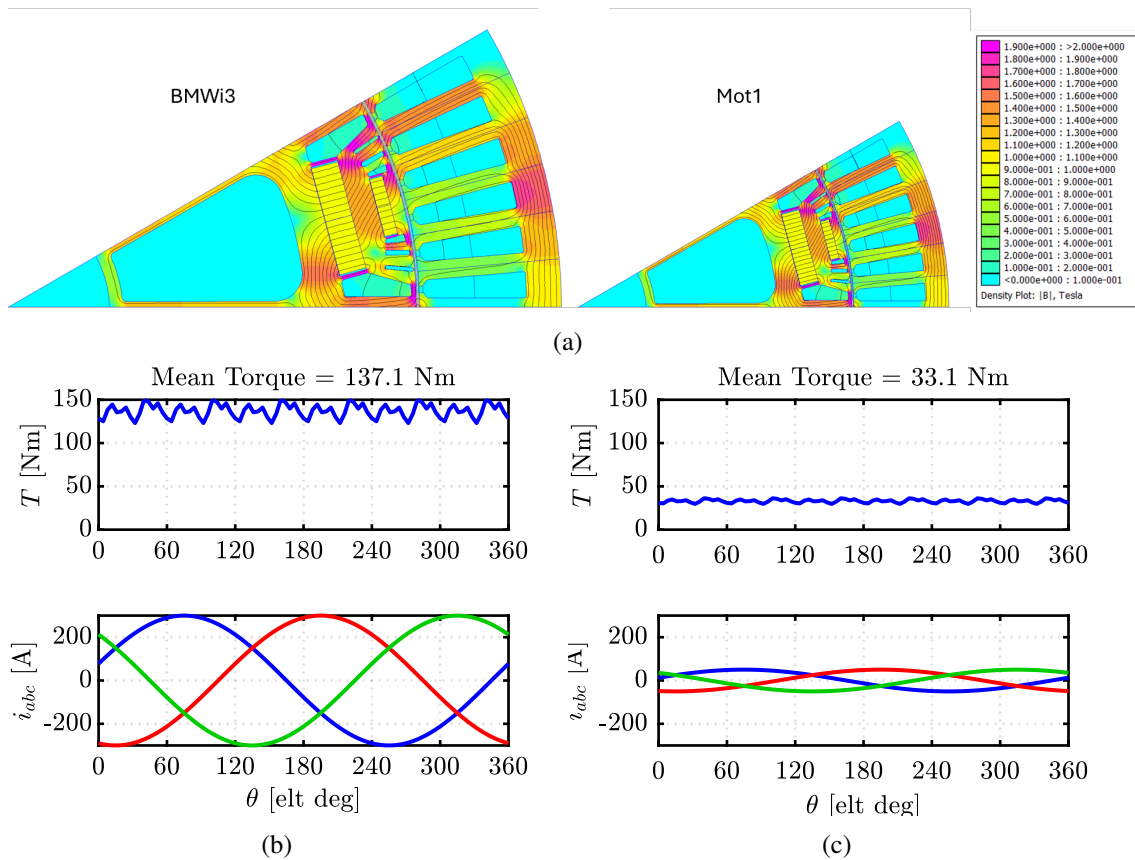 BMWi3
Mot1
1.900e+000 : >2.000e+000
1.800e+000 : 1.900e+000
1.700e+000 : 1.800e+000
1.600e+000 : 1.700e+000
1.500e+000 : 1.600e+000
1.400e+000 : 1.500e+000
1.300e+000 : 1.400e+000
1.200e+000 : 1.300e+000
1.100e+000 : 1.200e+000
1.000e+000 : 1.100e+000
9.000e-001 : 1.000e+000
8.000e-001 : 9.000e-001
7.000e-001 : 8.000e-001
6.000e-001 : 7.000e-001
5.000e-001 : 6.000e-001
4.000e-001 : 5.000e-001
3.000e-001 : 4.000e-001
2.000e-001 : 3.000e-001
1.000e-001 : 2.000e-001
<0.000e+000 : 1.000e-001
Density Plot: |B|, Tesla
(a)
Mean Torque = 137.1 Nm
T [Nm]
150
100
50
0
0 60 120 180 240 300 360
i_abc [A]
200
0
-200
0 60 120 180 240 300 360
θ [elt deg]
(b)
Mean Torque = 33.1 Nm
T [Nm]
150
100
50
0
0 60 120 180 240 300 360
i_abc [A]
200
0
-200
0 60 120 180 240 300 360
θ [elt deg]
(c)